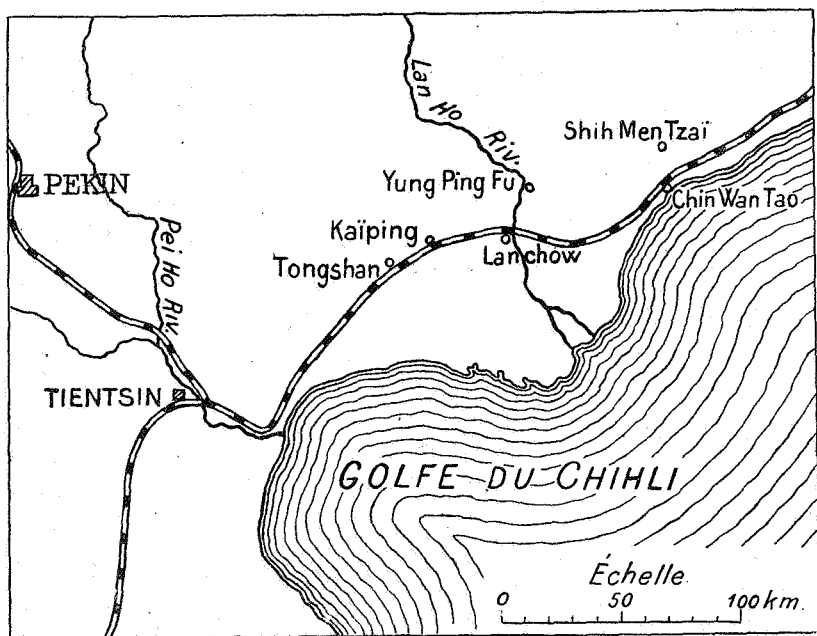 Lan Ho Riv.
Shih Men Tzaï
PEKIN
Yung Ping Fu
Chin Wan Tao
Pei Ho Riv.
Kaïping
Lanchow
Tongshan
TIENTSIN
GOLFE DU CHIHLI
Échelle
0 50 100 km.